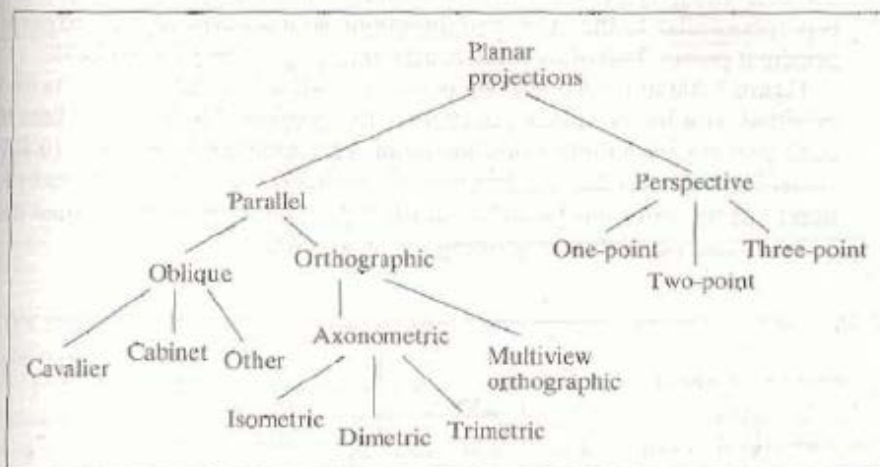 Planar
projections
Parallel
Perspective
One-point
Three-point
Two-point
Oblique
Orthographic
Cavalier
Cabinet
Other
Axonometric
Multiview
orthographic
Isometric
Dimetric
Trimetric